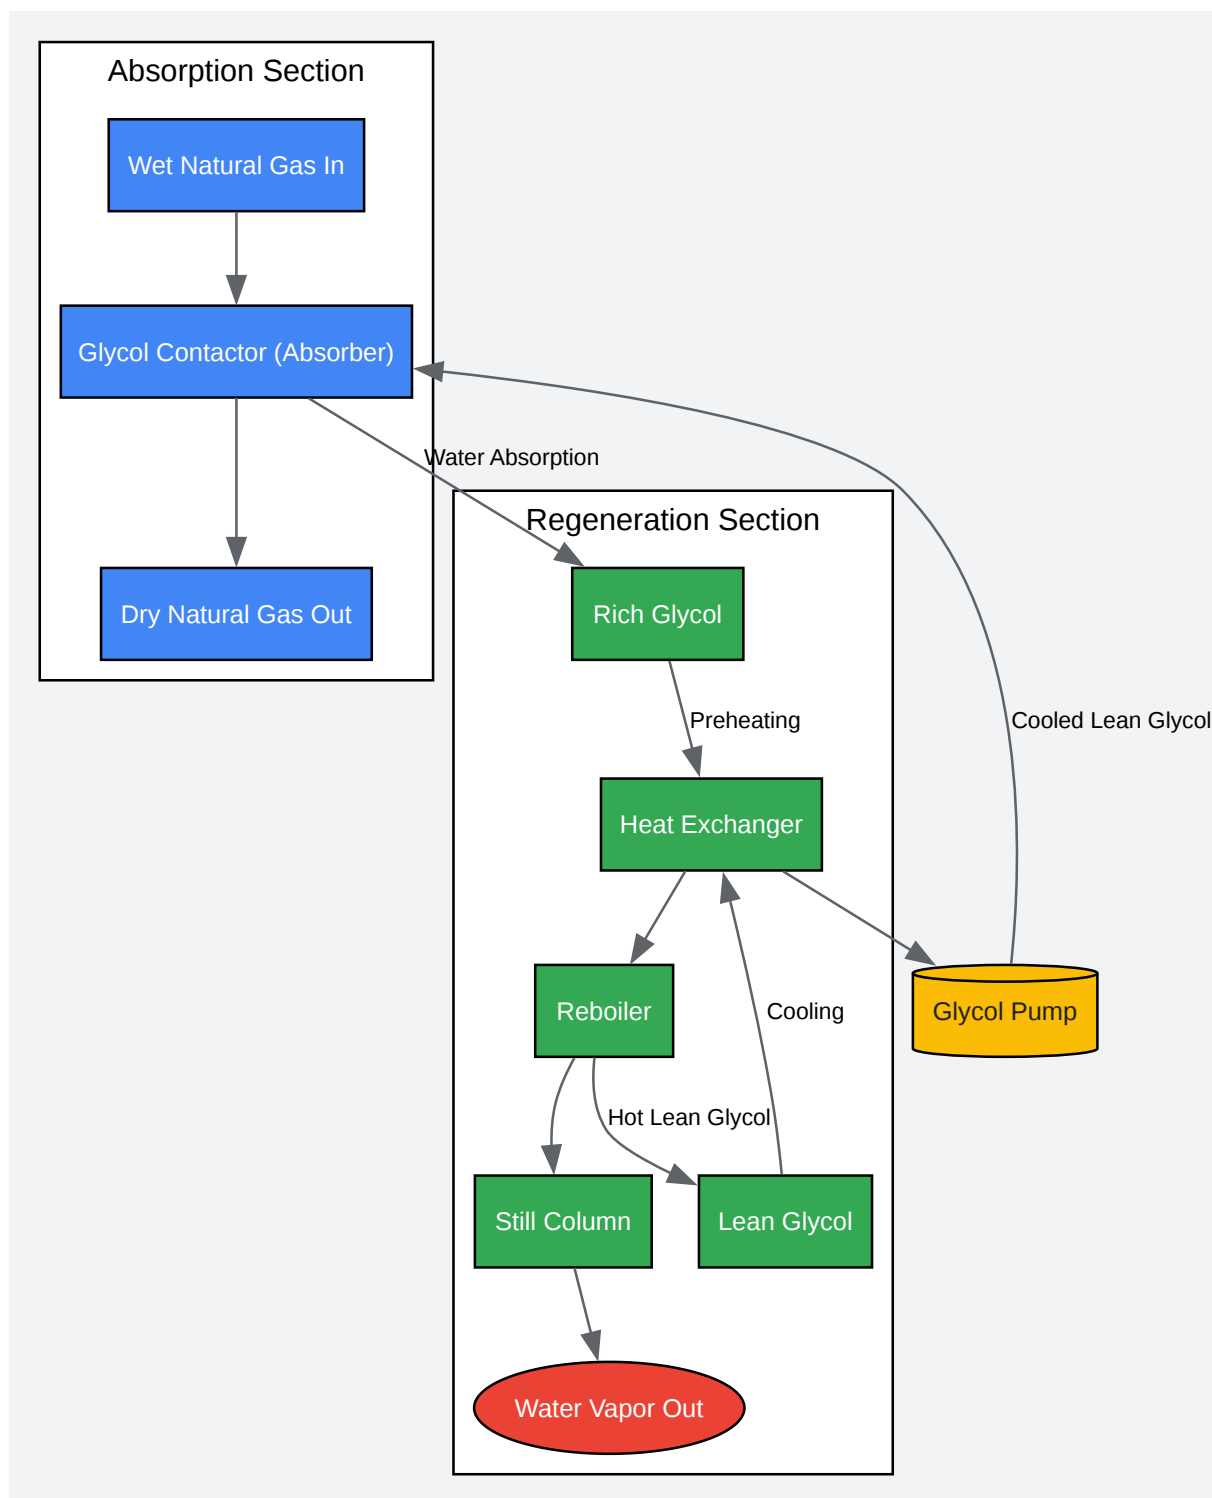 Absorption Section
Wet Natural Gas In
Glycol Contactor (Absorber)
Water Absorption
Regeneration Section
Dry Natural Gas Out
Rich Glycol
Preheating
Cooled Lean Glycol
Heat Exchanger
Reboiler
Cooling
Glycol Pump
Hot Lean Glycol
Still Column
Lean Glycol
Water Vapor Out